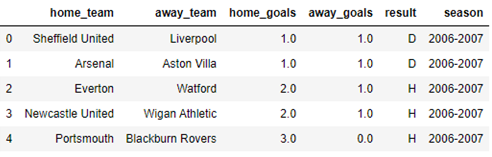 home_team away_team home_goals away_goals result season
0 Sheffield United Liverpool 1.0 1.0 D 2006-2007
1 Arsenal Aston Villa 1.0 1.0 D 2006-2007
2 Everton Watford 2.0 1.0 H 2006-2007
3 Newcastle United Wigan Athletic 2.0 1.0 H 2006-2007
4 Portsmouth Blackburn Rovers 3.0 0.0 H 2006-2007